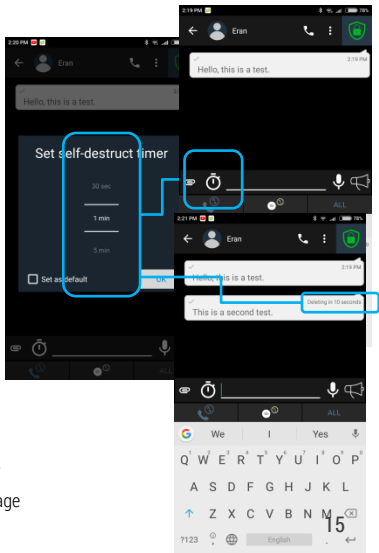 2:19 PM
78%
Eran
2:19 PM
Hello, this is a test.
ALL
2:20 PM
Eran
Hello, this is a test.
Set self-destruct timer
30 sec
1 min
5 min
Set as default
OK
ALL
2:21 PM
78%
Eran
2:19 PM
Hello, this is a test.
Deleting in 10 seconds
This is a second test.
ALL
G We I Yes
Q W E R T Y U I O P
A S D F G H J K L
Z X C V B N M
?123 , English .
age
15